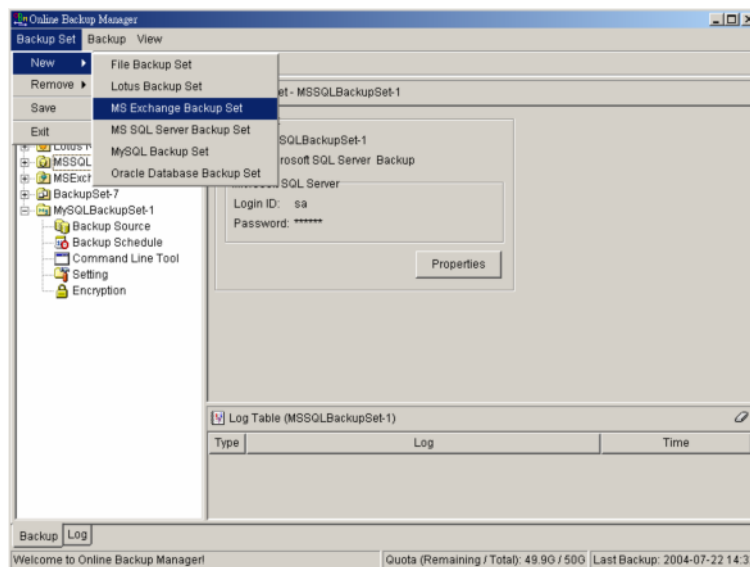 Online Backup Manager
Backup Set Backup View
New
Remove
Save
Exit
File Backup Set
Lotus Backup Set
MS Exchange Backup Set
MS SQL Server Backup Set
MySQL Backup Set
Oracle Database Backup Set
et - MSSQLBackupSet-1
SQLBackupSet-1
rosoft SQL Server Backup
Microsoft SQL Server
Login ID: sa
Password: ******
Properties
Lotus N
MSSQL
MSExch
BackupSet-7
MySQLBackupSet-1
Backup Source
Backup Schedule
Command Line Tool
Setting
Encryption
Log Table (MSSQLBackupSet-1)
Type Log Time
Backup Log
Welcome to Online Backup Manager! Quota (Remaining / Total): 49.9G / 50G Last Backup: 2004-07-22 14:3